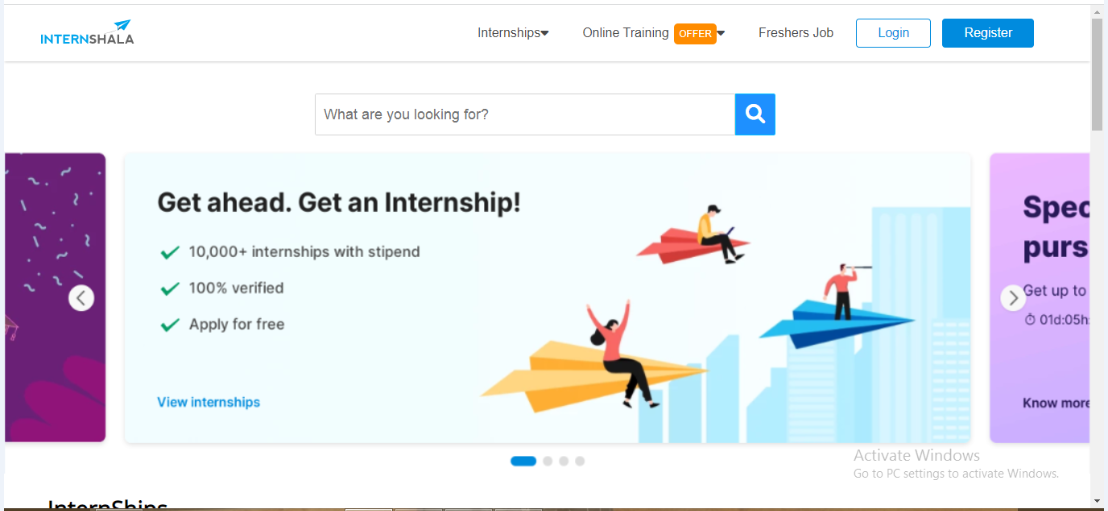 INTERNSHALA
Internships
Online Training OFFER
Freshers Job
Login
Register
What are you looking for?
Get ahead. Get an Internship!
10,000+ internships with stipend
100% verified
Apply for free
View internships
Spec
purs
Get up to
01d:05h:
Know more
Activate Windows
Go to PC settings to activate Windows.
InternShips